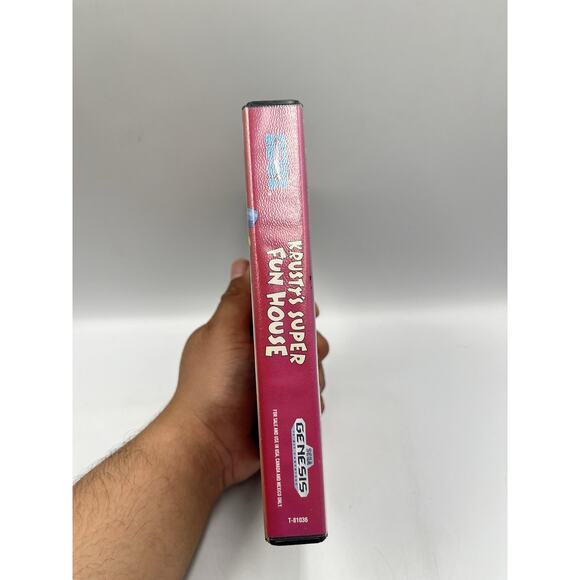 KRUSTY'S SUPER
FUN HOUSE
SEGA
GENESIS
FOR SALE AND USE IN USA, CANADA AND MEXICO ONLY.
T-81036